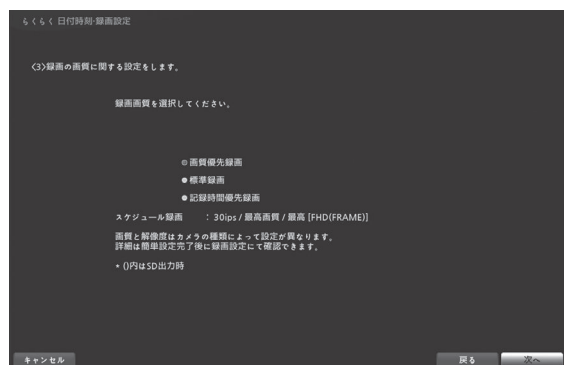 らくらく 日付時刻·録画設定
<3>録画の画質に関する設定をします。
録画画質を選択してください。
画質優先録画
標準録画
記録時間優先録画
スケジュール録画 : 30ips / 最高画質 / 最高 [FHD(FRAME)]
画質と解像度はカメラの種類によって設定が異なります。
詳細は簡単設定完了後に録画設定にて確認できます。
* ()内はSD出力時
キャンセル 戻る 次へ